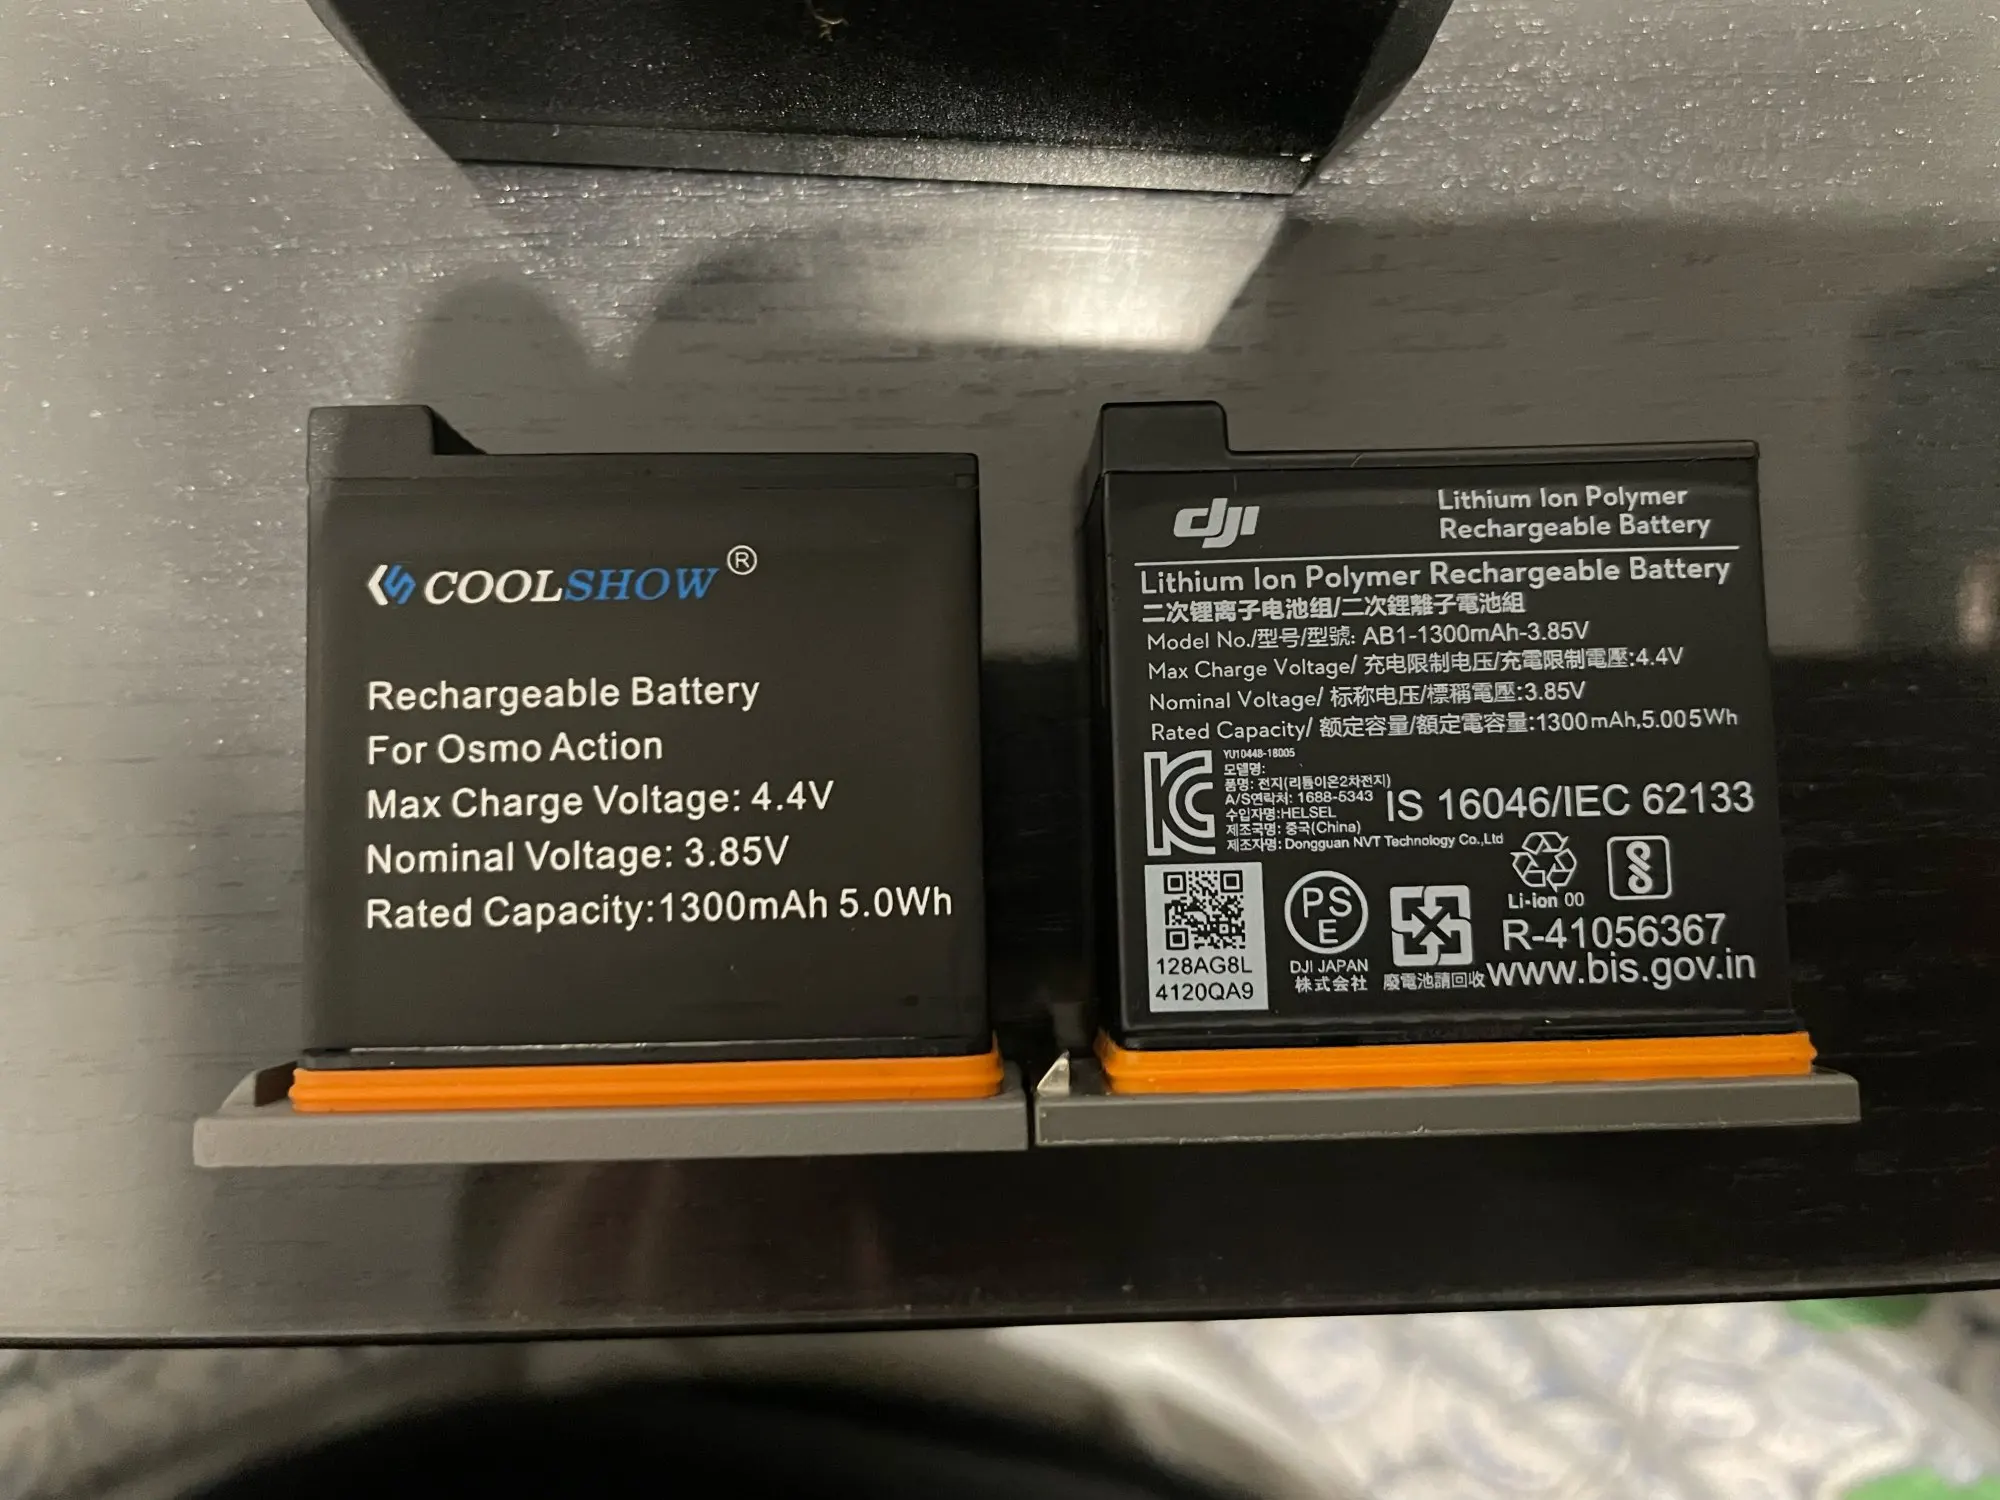 COOLSHOW®
Rechargeable Battery
For Osmo Action
Max Charge Voltage: 4.4V
Nominal Voltage: 3.85V
Rated Capacity:1300mAh 5.0Wh
dji
Lithium Ion Polymer
Rechargeable Battery
Lithium Ion Polymer Rechargeable Battery
二次锂离子电池组/二次鋰離子電池組
Model No./型号/型號: AB1-1300mAh-3.85V
Max Charge Voltage/ 充电限制电压/充電限制電壓:4.4V
Nominal Voltage/ 标称电压/標稱電壓:3.85V
Rated Capacity/ 额定容量/額定電容量:1300mAh,5.005Wh
YU10448-18005
모델명:
품명: 전지(리튬이온2차전지)
A/S연락처: 1688-5343
수입자명:HELSEL
제조국명: 중국(China)
제조자명: Dongguan NVT Technology Co.,Ltd
IS 16046/IEC 62133
Li-ion 00
R-41056367
www.bis.gov.in
128AG8L
4120QA9
PS
E
DJI JAPAN
株式会社
廢電池請回收